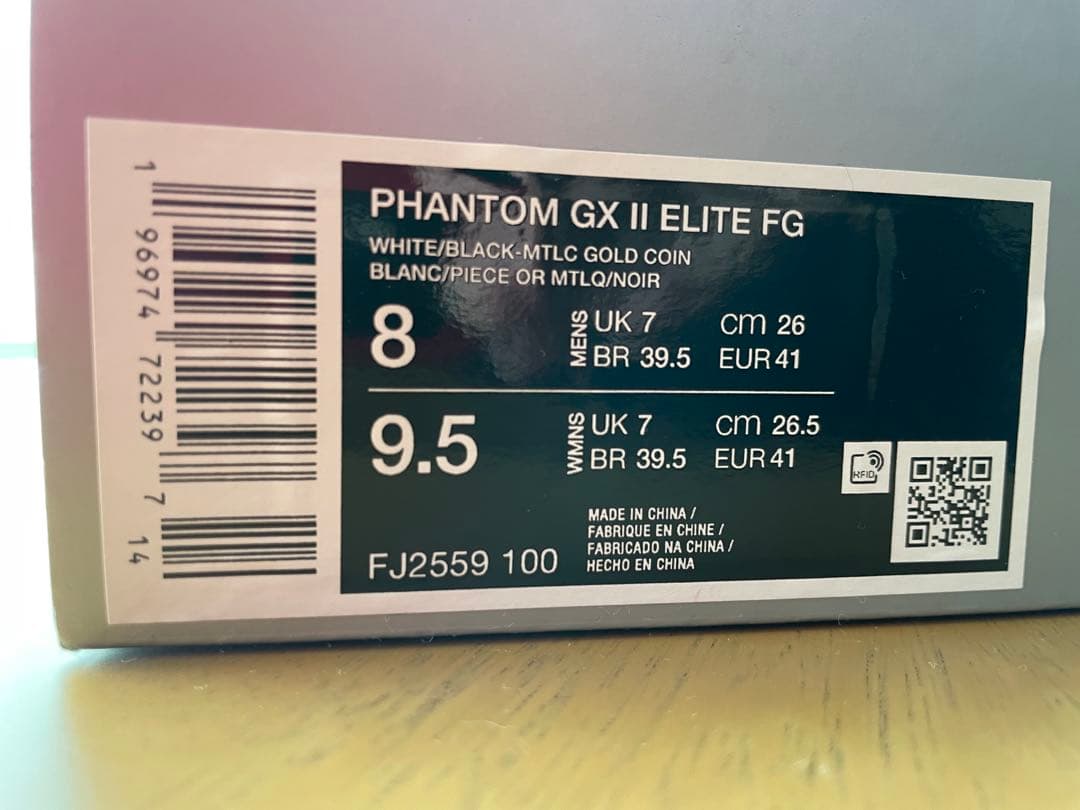 1 96974 72239 7 14
PHANTOM GX II ELITE FG
WHITE/BLACK-MTLC GOLD COIN
BLANC/PIECE OR MTLQ/NOIR
8 MENS UK 7 cm 26
BR 39.5 EUR 41
9.5 WMNS UK 7 cm 26.5
BR 39.5 EUR 41
RFID
MADE IN CHINA /
FABRIQUE EN CHINE /
FABRICADO NA CHINA /
HECHO EN CHINA
FJ2559 100